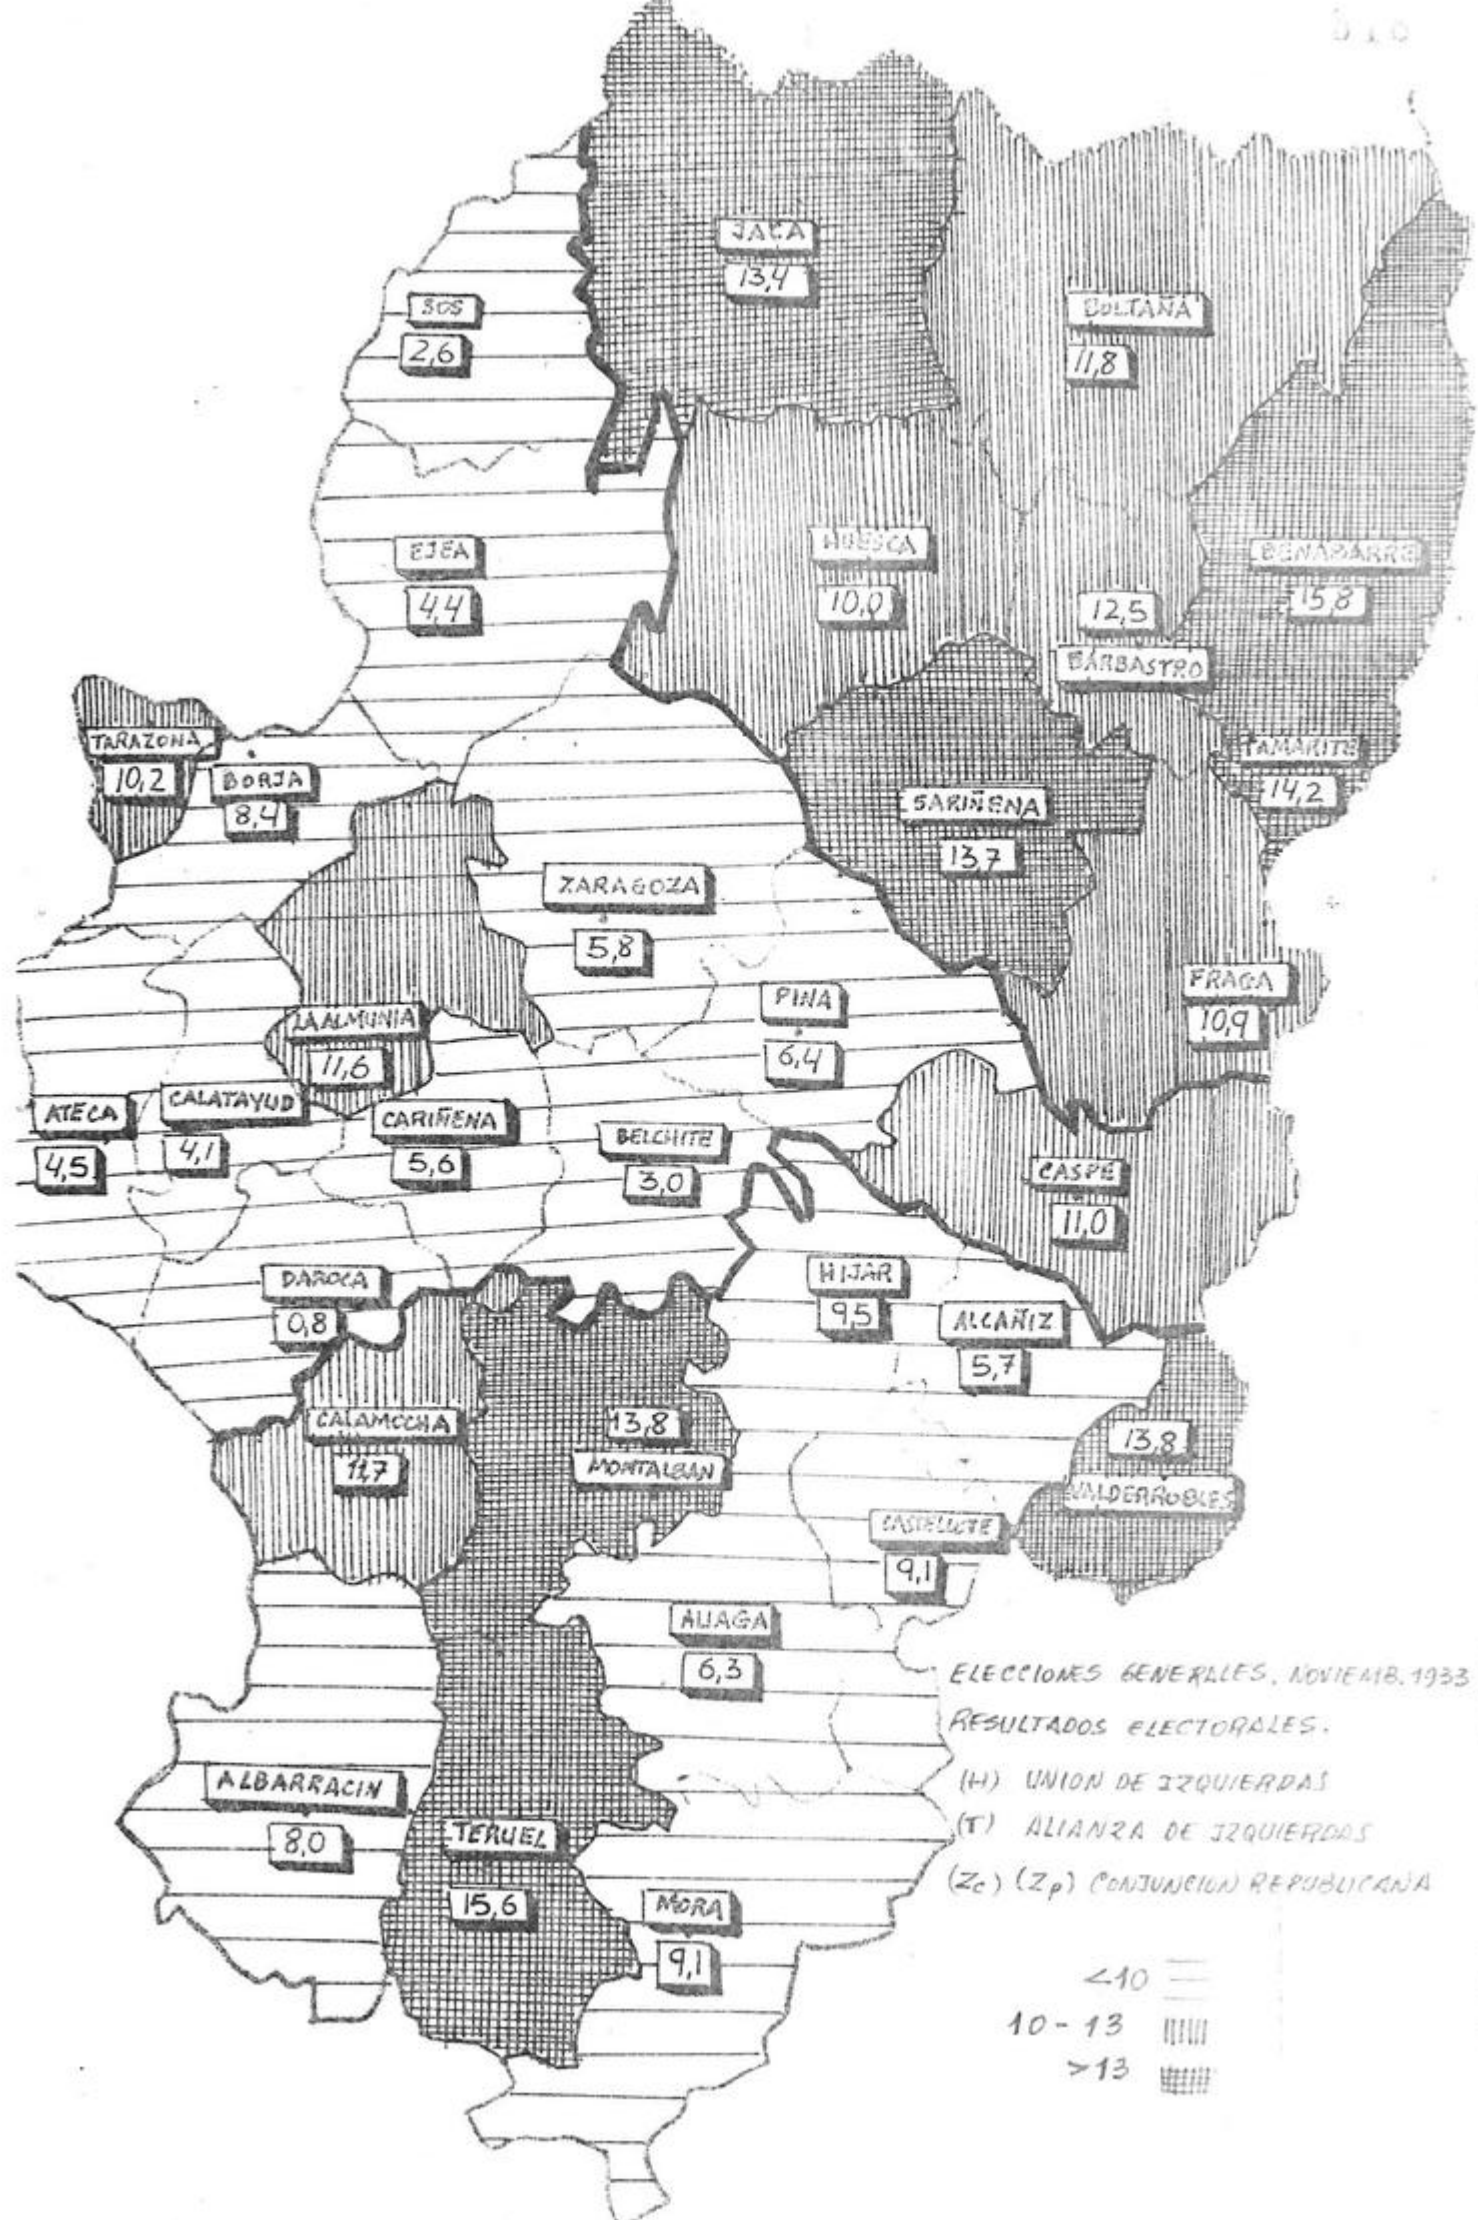 JACA
13,4
SOS
2,6
BOLTAÑA
11,8
EJEA
4,4
HUESCA
10,0
BENABARRE
15,8
12,5
BARBASTRO
TARAZONA
10,2
BORJA
8,4
TAMARITE
14,2
SARIÑENA
13,7
ZARAGOZA
5,8
FRAGA
10,9
PINA
6,4
LA ALMUNIA
11,6
ATECA
4,5
CALATAYUD
4,1
CARIÑENA
5,6
BELCHITE
3,0
CASPE
11,0
DAROCA
0,8
HIJAR
9,5
ALCAÑIZ
5,7
CALAMOCHA
11,7
13,8
MONTALBAN
13,8
VALDERROBLES
CASTELLOTE
9,1
ALIAGA
6,3
ELECCIONES GENERALES. NOVIEMB. 1933
RESULTADOS ELECTORALES.
(H) UNION DE IZQUIERDAS
(T) ALIANZA DE IZQUIERDAS
(Zc) (Zp) CONJUNCION REPUBLICANA
ALBARRACIN
8,0
TERUEL
15,6
MORA
9,1
<10
10-13
>13